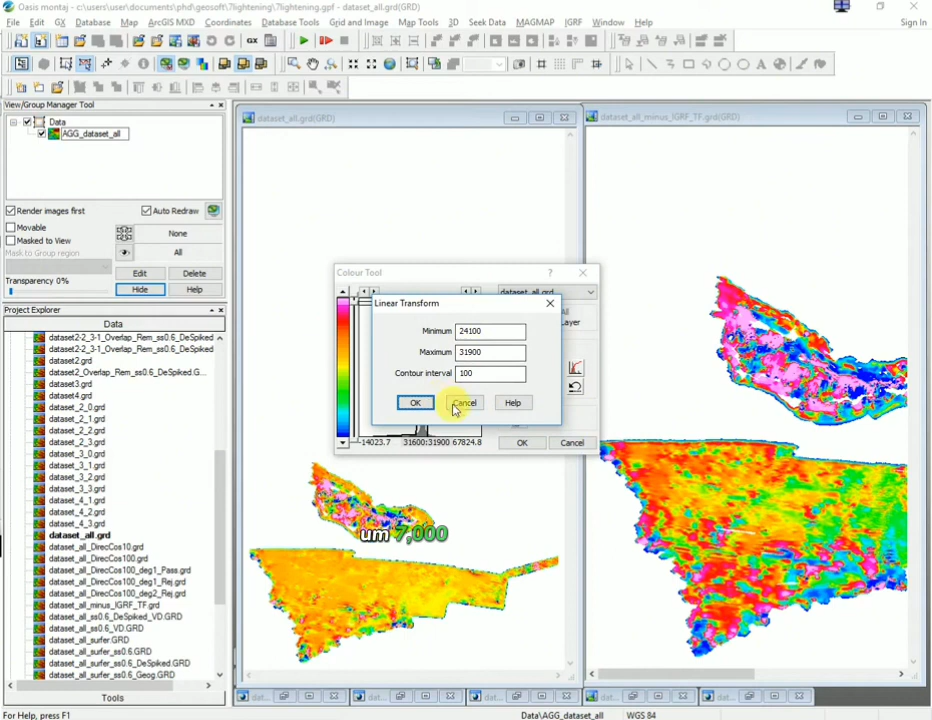 Oasis montaj - c:\users\user\documents\phd\geosoft\7lightening\7lightening.gpf - dataset_all.grd(GRD)
File Edit GX Database Map ArcGIS MXD Coordinates Database Tools Grid and Image Map Tools 3D Seek Data MAGMAP IGRF Window Help Sign In
GX
View/Group Manager Tool
Data
AGG_dataset_all
Render images first Auto Redraw
Movable
Masked to View
None
Mask to Group region
All
Transparency 0%
Edit Delete
Hide Help
Project Explorer
Data
dataset2-2_3-1_Overlap_Rem_ss0.6_DeSpiked
dataset2-2_3-1_Overlap_Rem_ss0.6_DeSpiked
dataset2.grd
dataset2_Overlap_Rem_ss0.6_DeSpiked.G...
dataset3.grd
dataset4.grd
dataset_2_0.grd
dataset_2_1.grd
dataset_2_2.grd
dataset_2_3.grd
dataset_3_0.grd
dataset_3_1.grd
dataset_3_2.grd
dataset_3_3.grd
dataset_4_1.grd
dataset_4_2.grd
dataset_4_3.grd
dataset_all.grd
dataset_all_DirecCos10.grd
dataset_all_DirecCos100.grd
dataset_all_DirecCos100_deg1_Pass.grd
dataset_all_DirecCos100_deg1_Rej.grd
dataset_all_DirecCos100_deg2_Rej.grd
dataset_all_minus_IGRF_TF.grd
dataset_all_ss0.6_DeSpiked_VD.GRD
dataset_all_ss0.6_VD.GRD
dataset_all_surfer.GRD
dataset_all_surfer_ss0.6.GRD
dataset_all_surfer_ss0.6_DeSpiked.GRD
dataset_all_surfer_ss0.6_Geog.GRD
Tools
dataset_all.grd(GRD)
dataset_all_minus_IGRF_TF.grd(GRD)
Colour Tool
dataset_all.grd
All
Layer
Linear Transform
Minimum 24100
Maximum 31900
Contour interval 100
OK Cancel Help
-14023.7 31600:31900 67824.8
OK Cancel
um 7,000
dat... dat... dat... dat... dat...
For Help, press F1
Data\AGG_dataset_all WGS 84